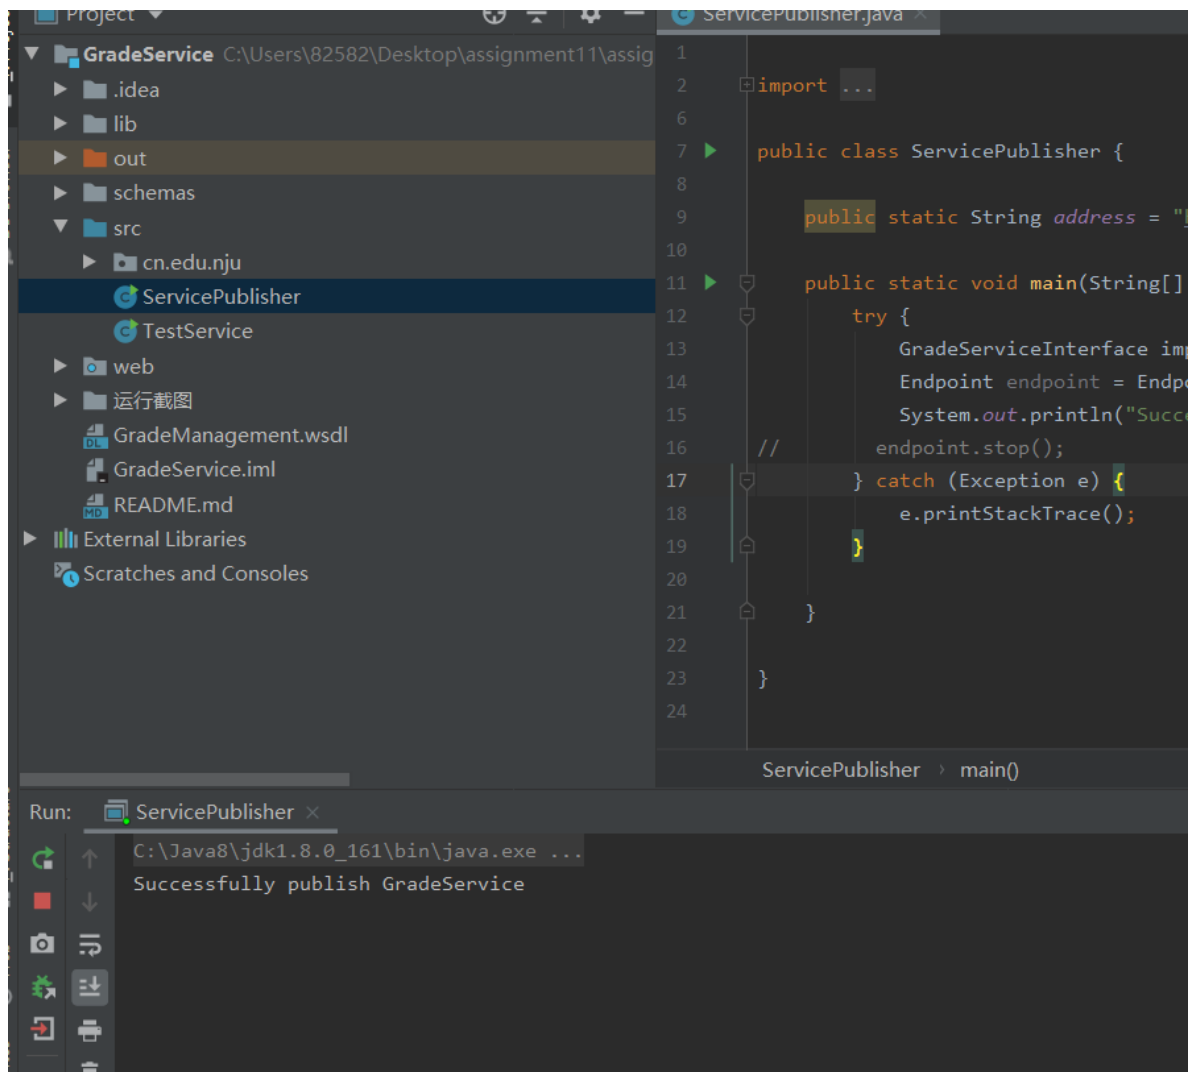 Project
ServicePublisher.java
GradeService C:\Users\82582\Desktop\assignment11\assig
.idea
lib
out
schemas
src
cn.edu.nju
ServicePublisher
TestService
web
运行截图
GradeManagement.wsdl
GradeService.iml
README.md
External Libraries
Scratches and Consoles
1
2 import ...
6
7 public class ServicePublisher {
8
9 public static String address = "
10
11 public static void main(String[]
12 try {
13 GradeServiceInterface imp
14 Endpoint endpoint = Endpo
15 System.out.println("Succe
16 // endpoint.stop();
17 } catch (Exception e) {
18 e.printStackTrace();
19 }
20
21 }
22
23 }
24
ServicePublisher › main()
Run: ServicePublisher
C:\Java8\jdk1.8.0_161\bin\java.exe ...
Successfully publish GradeService